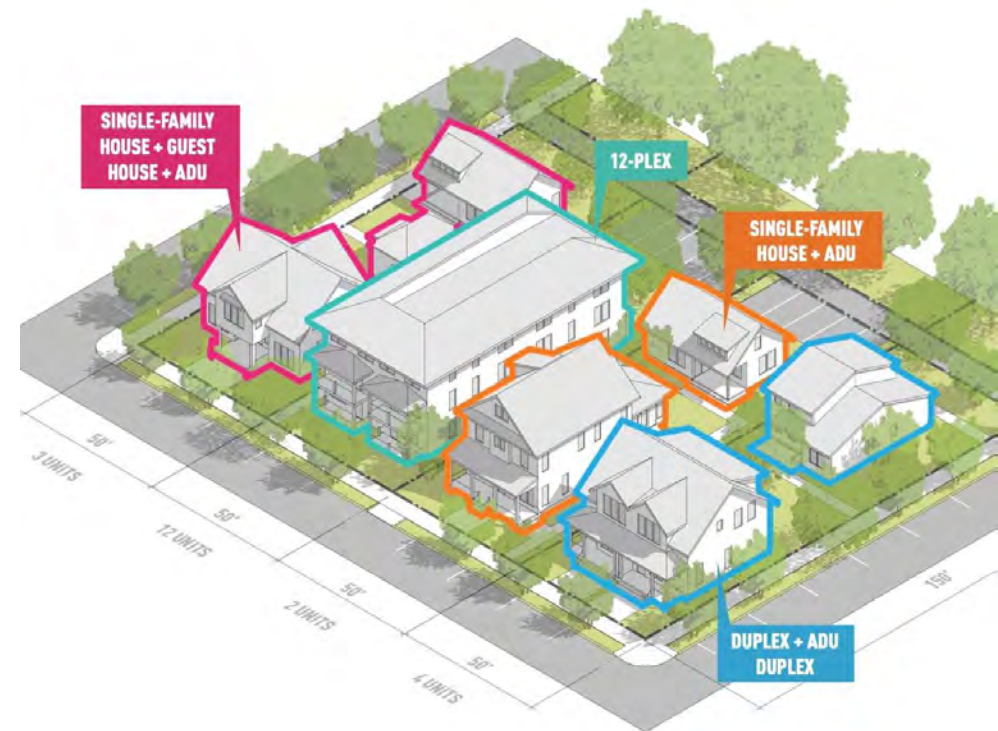 SINGLE-FAMILY
HOUSE + GUEST
HOUSE + ADU
12-PLEX
SINGLE-FAMILY
HOUSE + ADU
DUPLEX + ADU
DUPLEX
50'
3 UNITS
50'
12 UNITS
50'
2 UNITS
50'
4 UNITS
150'